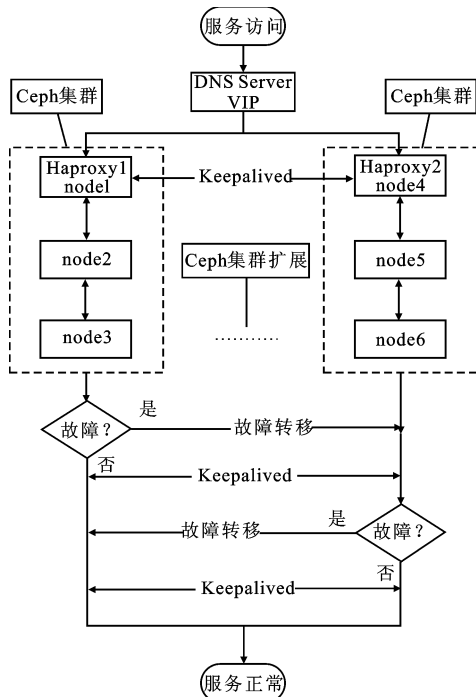 服务访问
DNS Server
VIP
Ceph集群
Ceph集群
Haproxy1
node1
Keepalived
Haproxy2
node4
node2
Ceph集群扩展
node5
node3
node6
故障？
是
故障转移
否
Keepalived
故障转移
是
故障？
否
Keepalived
服务正常